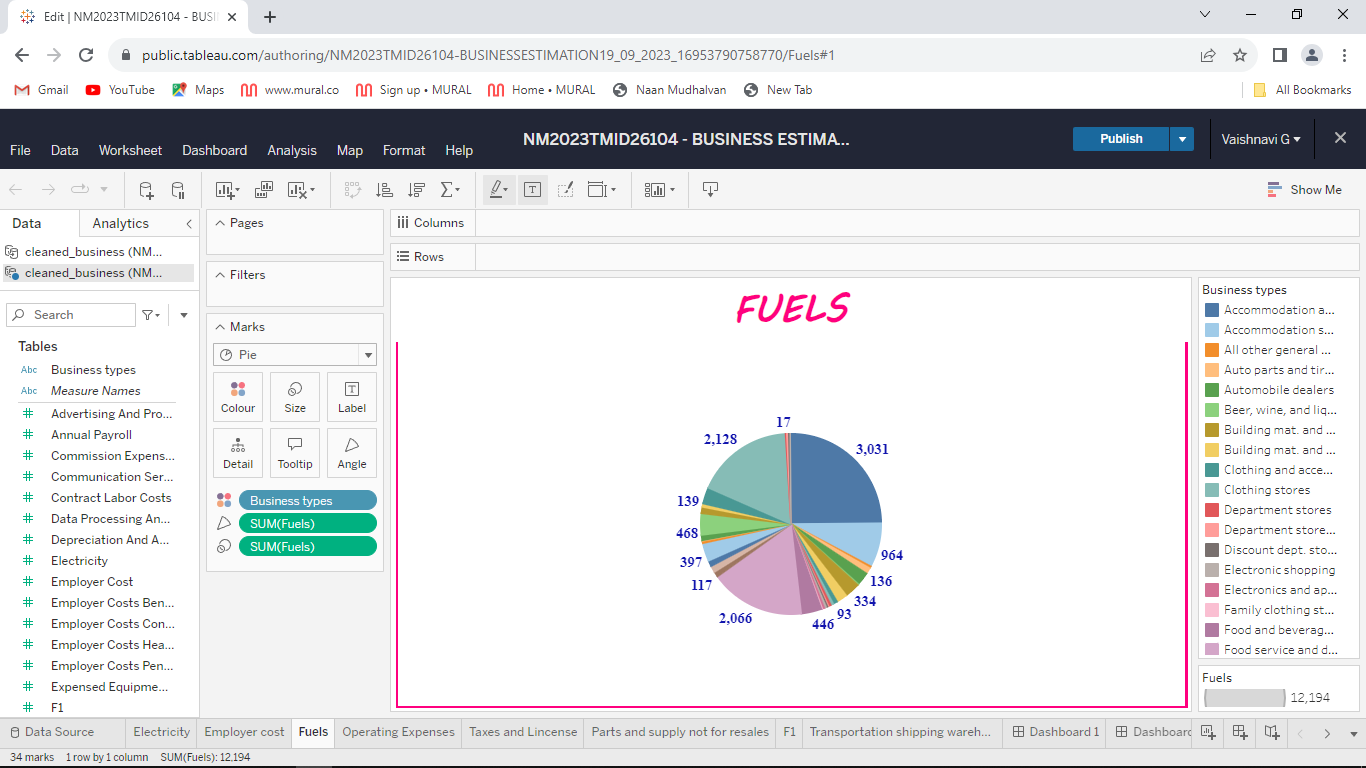 Edit | NM2023TMID26104 - BUSI
public.tableau.com/authoring/NM2023TMID26104-BUSINESSESTIMATION19_09_2023_16953790758770/Fuels#1
Gmail YouTube Maps www.mural.co Sign up • MURAL Home • MURAL Naan Mudhalvan New Tab All Bookmarks
NM2023TMID26104 - BUSINESS ESTIMA...
Publish
Vaishnavi G
File Data Worksheet Dashboard Analysis Map Format Help
Show Me
Data Analytics
cleaned_business (NM...
cleaned_business (NM...
Search
Tables
Abc Business types
Abc Measure Names
Advertising And Pro...
Annual Payroll
Commission Expens...
Communication Ser...
Contract Labor Costs
Data Processing An...
Depreciation And A...
Electricity
Employer Cost
Employer Costs Ben...
Employer Costs Con...
Employer Costs Hea...
Employer Costs Pen...
Expensed Equipme...
F1
Pages
Filters
Marks
Pie
Colour Size Label
Detail Tooltip Angle
Business types
SUM(Fuels)
SUM(Fuels)
Columns
Rows
FUELS
17
2,128
3,031
139
468
964
397
136
117
334
93
2,066
446
Business types
Accommodation a...
Accommodation s...
All other general ...
Auto parts and tir...
Automobile dealers
Beer, wine, and liq...
Building mat. and ...
Building mat. and ...
Clothing and acce...
Clothing stores
Department stores
Department store...
Discount dept. sto...
Electronic shopping
Electronics and ap...
Family clothing st...
Food and beverag...
Food service and d...
Fuels
12,194
Data Source Electricity Employer cost Fuels Operating Expenses Taxes and Lincense Parts and supply not for resales F1 Transportation shipping wareh... Dashboard 1 Dashboard
34 marks 1 row by 1 column SUM(Fuels): 12,194